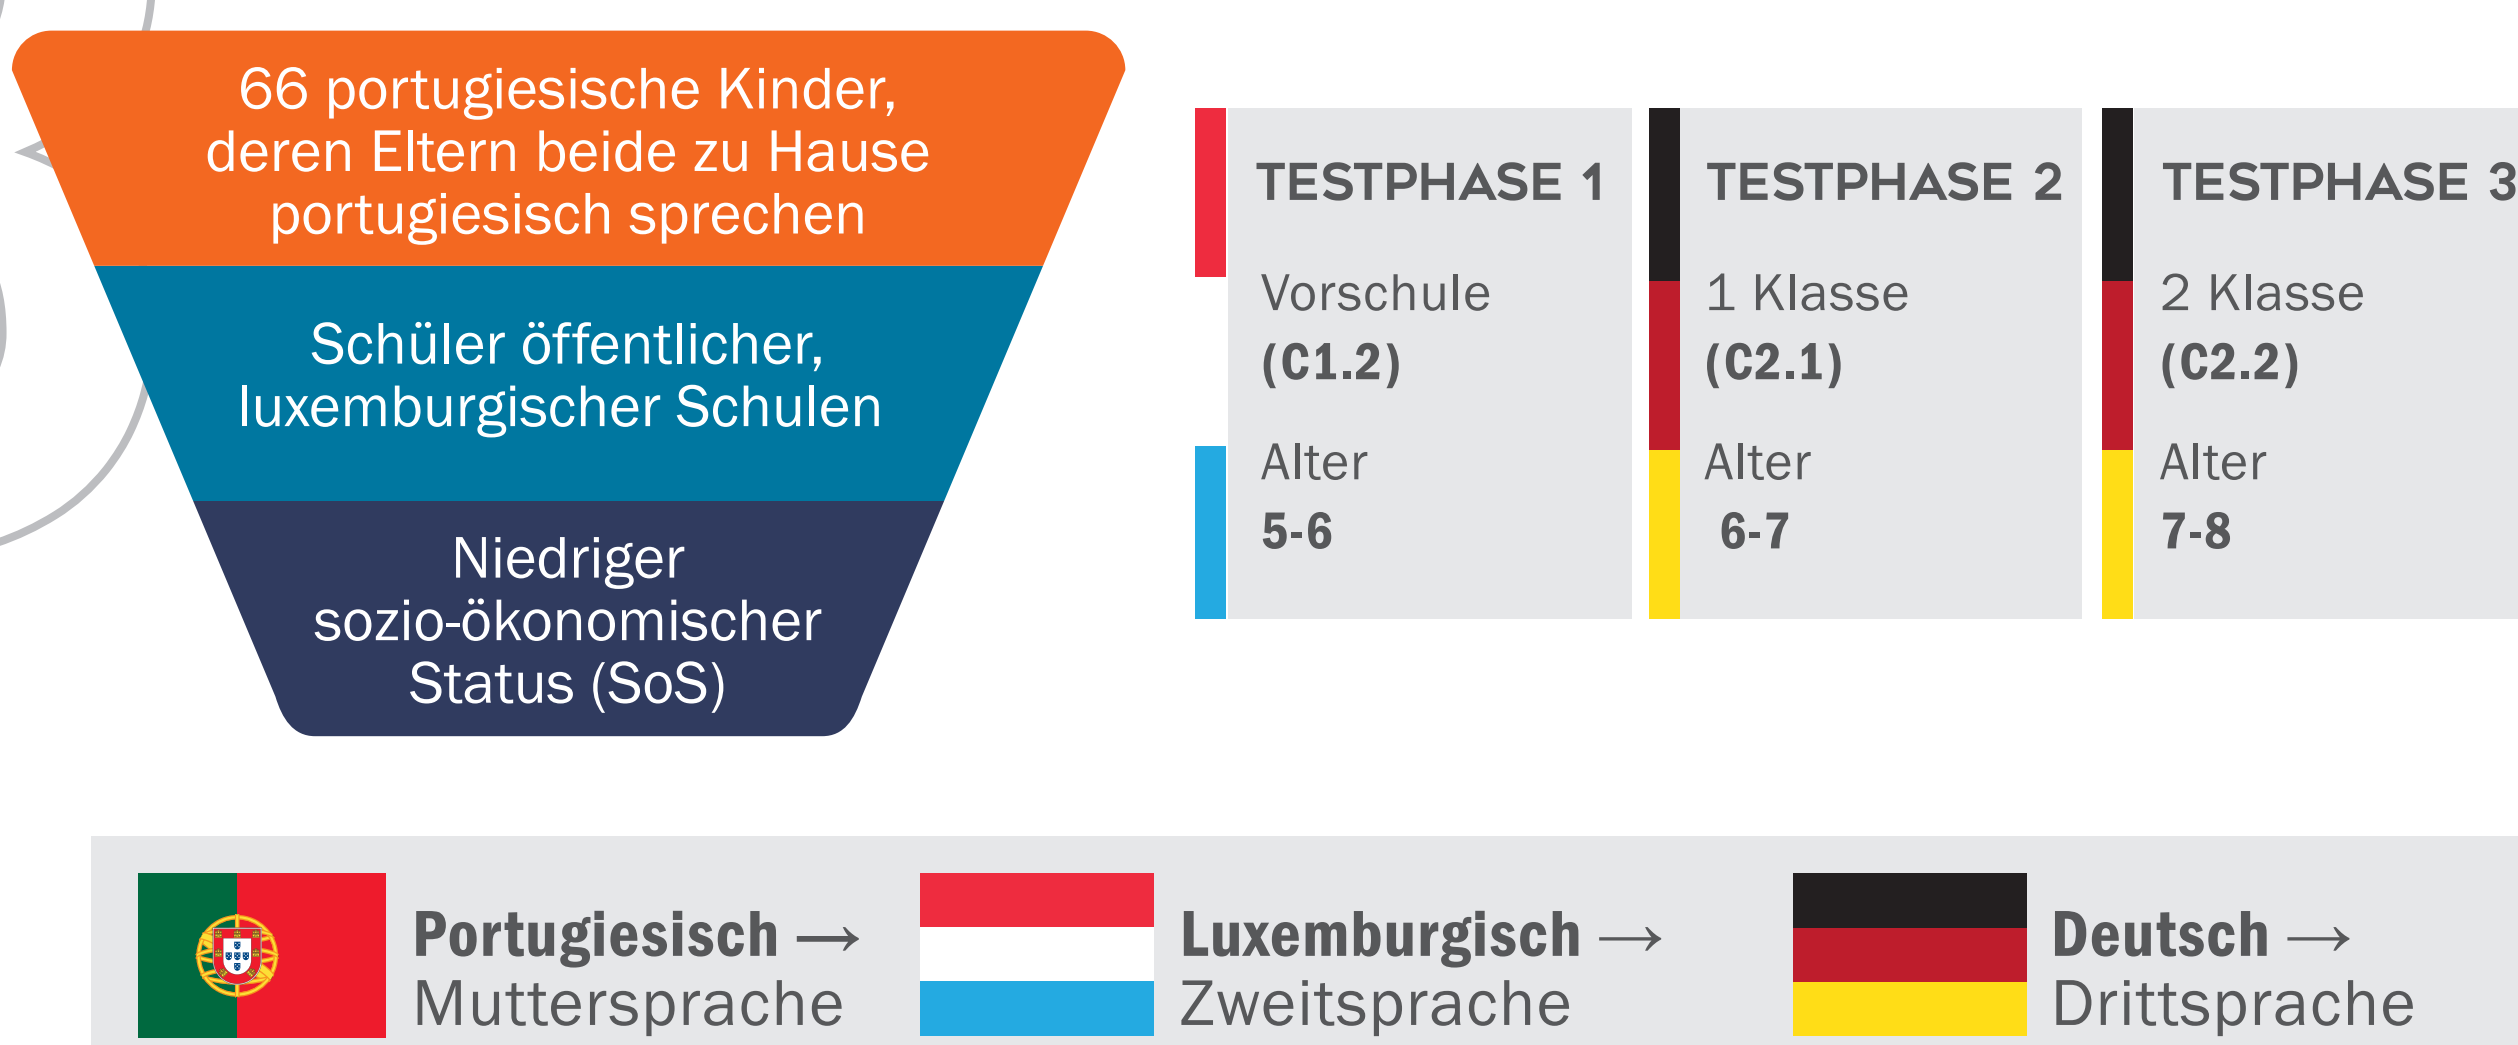 66 portugiesische Kinder,
deren Eltern beide zu Hause
portugiesisch sprechen
Schüler öffentlicher,
luxemburgischer Schulen
Niedriger
sozio-ökonomischer
Status (SoS)
TESTPHASE 1
Vorschule
(C1.2)
Alter
5-6
TESTPHASE 2
1 Klasse
(C2.1)
Alter
6-7
TESTPHASE 3
2 Klasse
(C2.2)
Alter
7-8
Portugiesisch →
Muttersprache
Luxemburgisch →
Zweitsprache
Deutsch →
Drittsprache